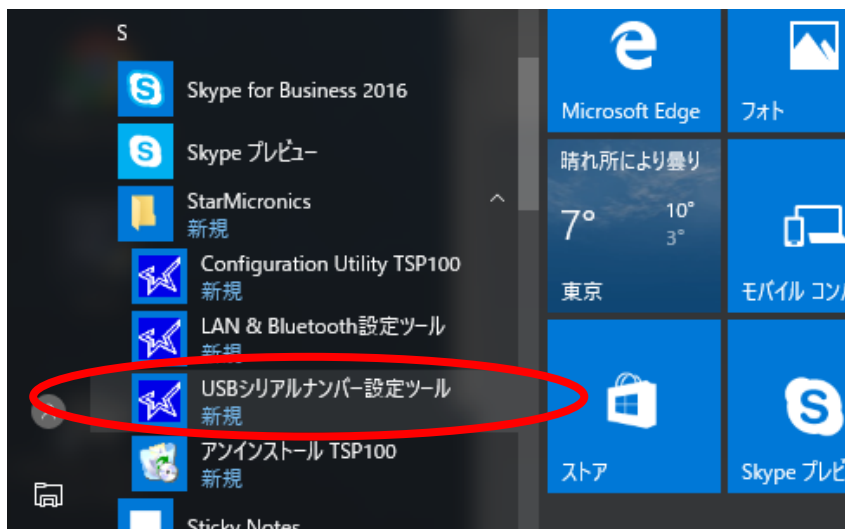 S
Skype for Business 2016
Skype プレビュー
StarMicronics
新規
Configuration Utility TSP100
新規
LAN & Bluetooth設定ツール
新規
USBシリアルナンバー設定ツール
新規
アンインストール TSP100
新規
Sticky Notes
Microsoft Edge
フォト
晴れ所により曇り
7°
10°
3°
東京
モバイル コン
ストア
Skype プレビ